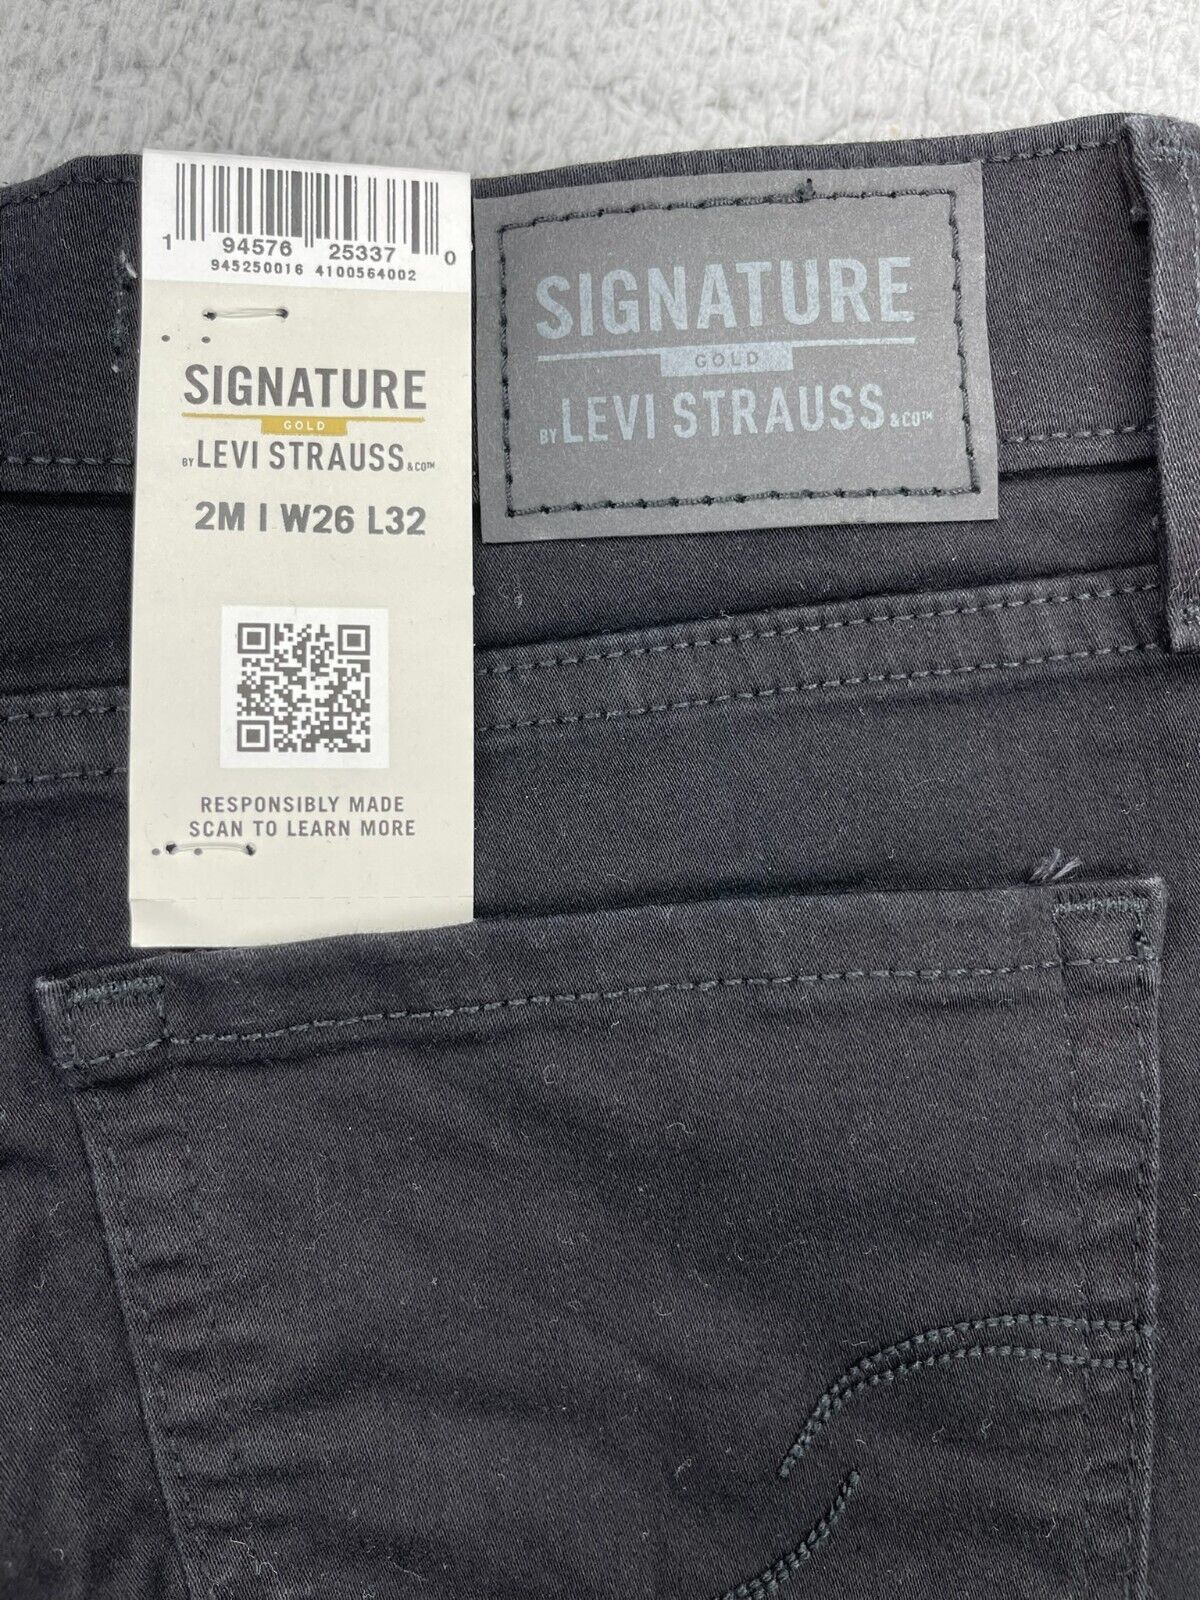 1 94576 25337 0
945250016 4100564002
SIGNATURE
GOLD
BY LEVI STRAUSS & CO™
2M | W26 L32
RESPONSIBLY MADE
SCAN TO LEARN MORE
SIGNATURE
GOLD
BY LEVI STRAUSS & CO™